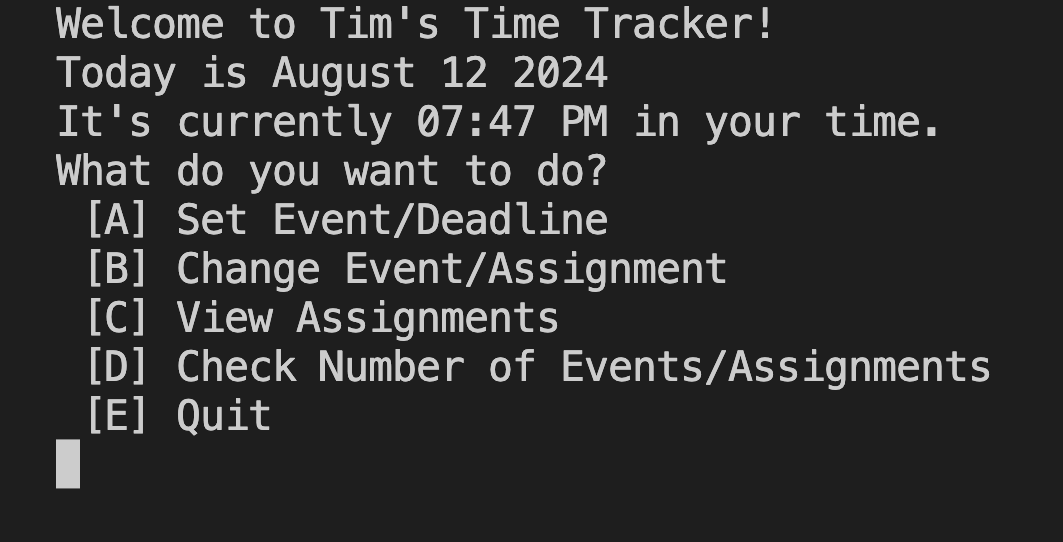 Welcome to Tim's Time Tracker!
Today is August 12 2024
It's currently 07:47 PM in your time.
What do you want to do?
[A] Set Event/Deadline
[B] Change Event/Assignment
[C] View Assignments
[D] Check Number of Events/Assignments
[E] Quit